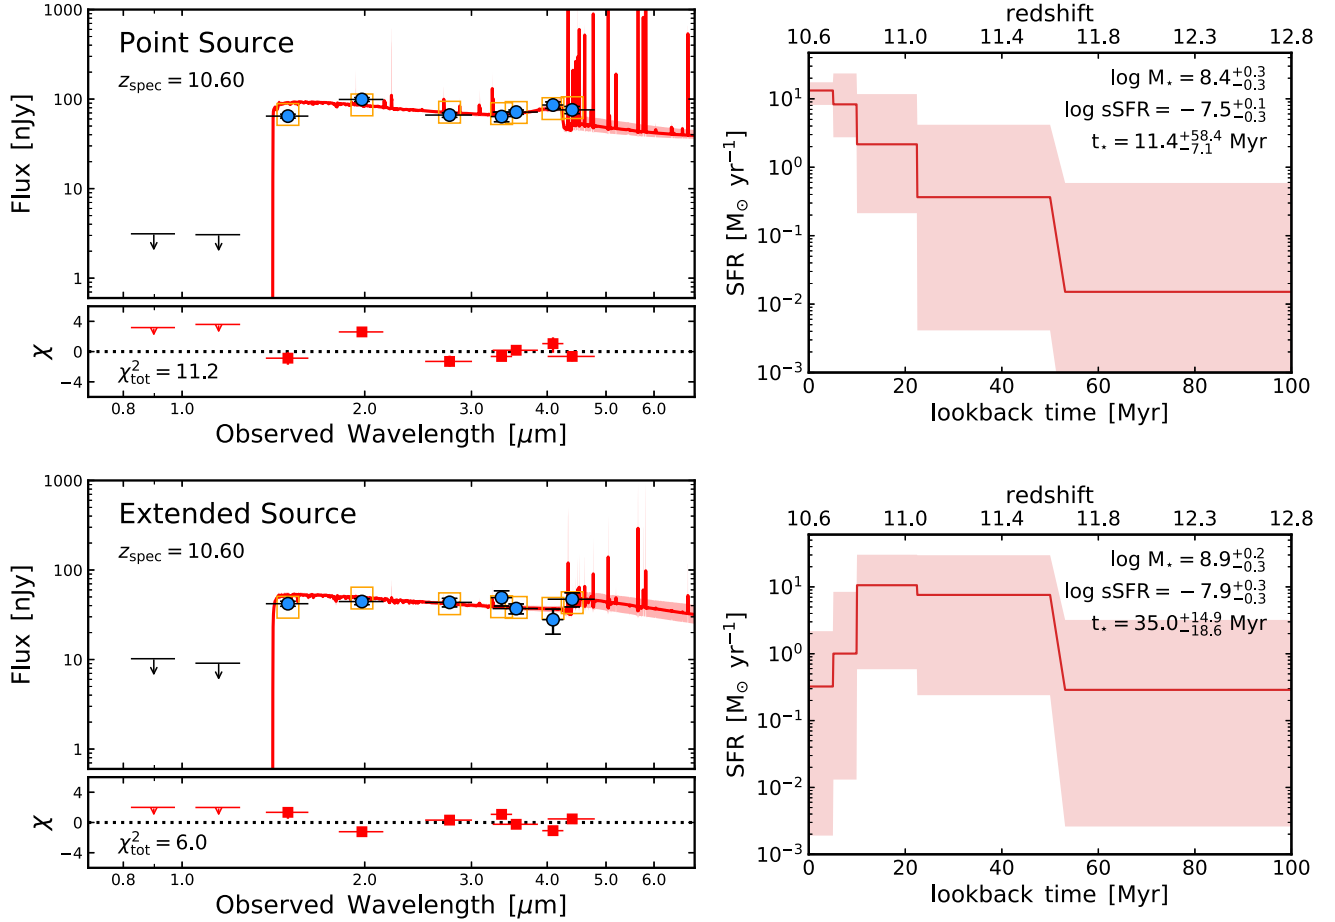 Point Source
z_spec = 10.60
Flux [nJy]
1000
100
10
1
χ
4
0
−4
χ²_tot = 11.2
0.8 1.0 2.0 3.0 4.0 5.0 6.0
Observed Wavelength [μm]
redshift
10.6 11.0 11.4 11.8 12.3 12.8
log M⋆ = 8.4 +0.3 −0.3
log sSFR = −7.5 +0.1 −0.3
t⋆ = 11.4 +58.4 −7.1 Myr
SFR [M⊙ yr⁻¹]
10¹
10⁰
10⁻¹
10⁻²
10⁻³
0 20 40 60 80 100
lookback time [Myr]
Extended Source
z_spec = 10.60
Flux [nJy]
1000
100
10
1
χ
4
0
−4
χ²_tot = 6.0
0.8 1.0 2.0 3.0 4.0 5.0 6.0
Observed Wavelength [μm]
redshift
10.6 11.0 11.4 11.8 12.3 12.8
log M⋆ = 8.9 +0.2 −0.3
log sSFR = −7.9 +0.3 −0.3
t⋆ = 35.0 +14.9 −18.6 Myr
SFR [M⊙ yr⁻¹]
10¹
10⁰
10⁻¹
10⁻²
10⁻³
0 20 40 60 80 100
lookback time [Myr]